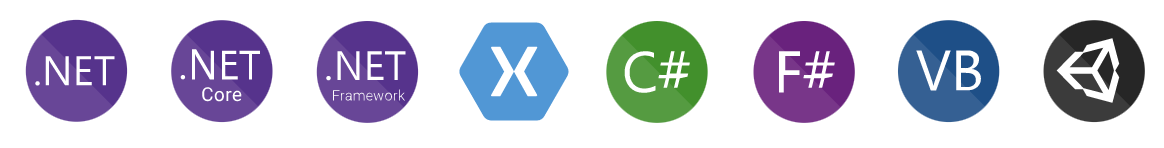 .NET
.NET
Core
.NET
Framework
X
C#
F#
VB